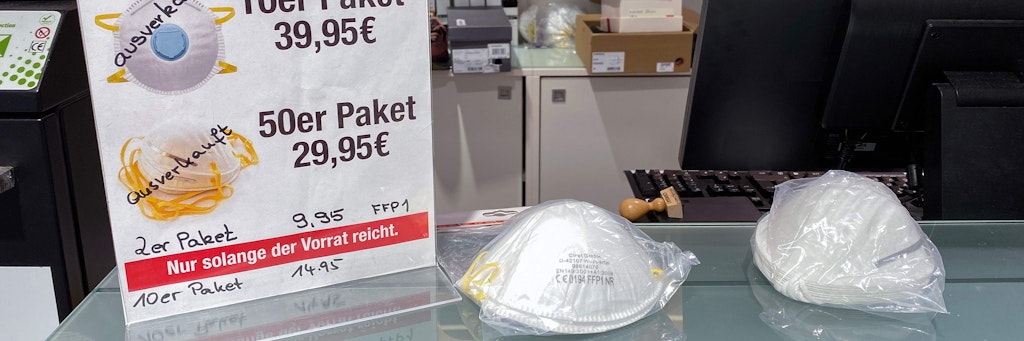 10er Paket
39,95€
ausverka
50er Paket
29,95€
ausverkauft
2er Paket 9,95 FFP1
Nur solange der Vorrat reicht.
10er Paket 14.95
CE 0194 FFP1 NR